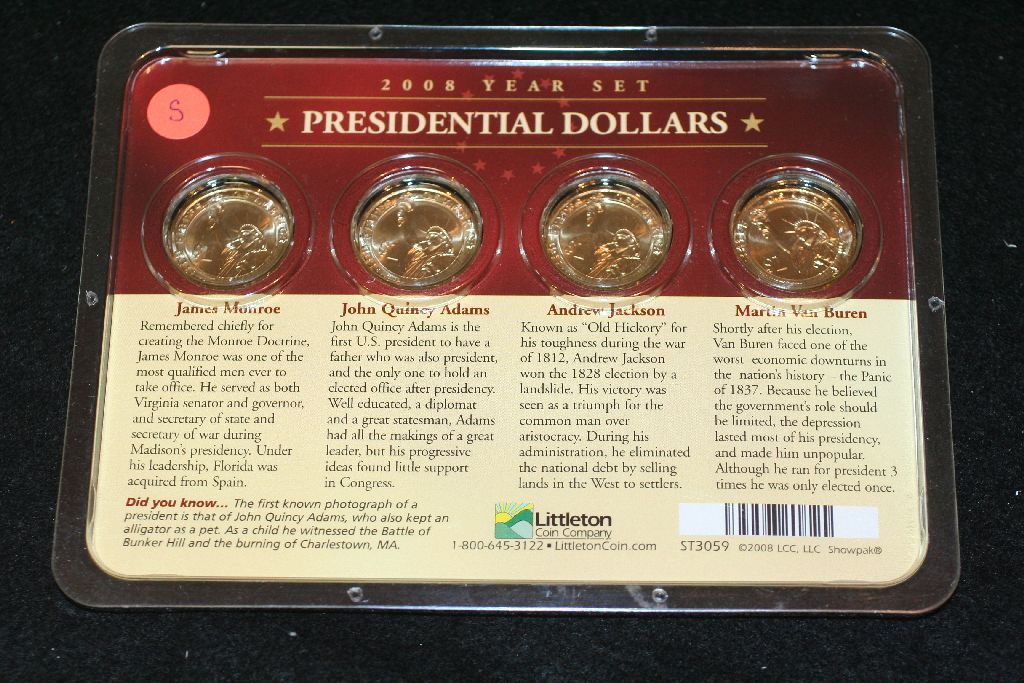 S
2008 YEAR SET
PRESIDENTIAL DOLLARS
James Monroe
Remembered chiefly for
creating the Monroe Doctrine,
James Monroe was one of the
most qualified men ever to
take office. He served as both
Virginia senator and governor,
and secretary of state and
secretary of war during
Madison's presidency. Under
his leadership, Florida was
acquired from Spain.
John Quincy Adams
John Quincy Adams is the
first U.S. president to have a
father who was also president,
and the only one to hold an
elected office after presidency.
Well educated, a diplomat
and a great statesman, Adams
had all the makings of a great
leader, but his progressive
ideas found little support
in Congress.
Andrew Jackson
Known as "Old Hickory" for
his toughness during the war
of 1812, Andrew Jackson
won the 1828 election by a
landslide. His victory was
seen as a triumph for the
common man over
aristocracy. During his
administration, he eliminated
the national debt by selling
lands in the West to settlers.
Martin Van Buren
Shortly after his election,
Van Buren faced one of the
worst economic downturns in
the nation's history – the Panic
of 1837. Because he believed
the government's role should
be limited, the depression
lasted most of his presidency,
and made him unpopular.
Although he ran for president 3
times he was only elected once.
Did you know... The first known photograph of a
president is that of John Quincy Adams, who also kept an
alligator as a pet. As a child he witnessed the Battle of
Bunker Hill and the burning of Charlestown, MA.
Littleton
Coin Company
1-800-645-3122 ▪ LittletonCoin.com
ST3059 ©2008 LCC, LLC Showpak®